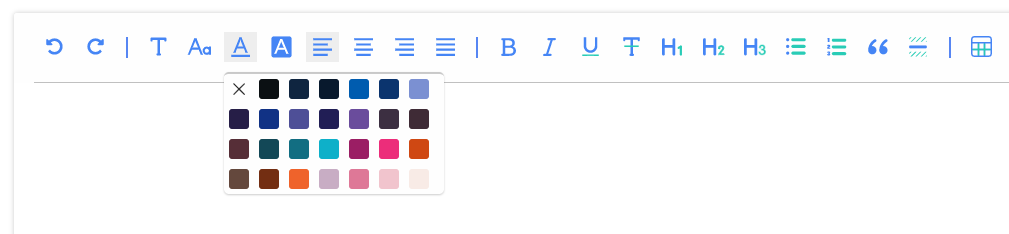 T Aa A A B I U T H1 H2 H3